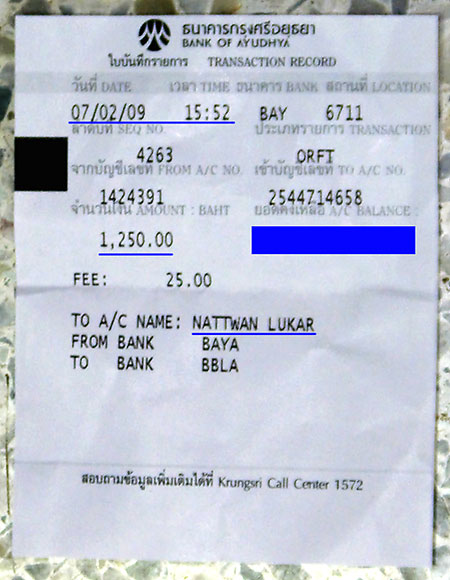 ธนาคารกรุงศรีอยุธยา
BANK OF AYUDHYA
ใบบันทึกรายการ TRANSACTION RECORD
วันที่ DATE เวลา TIME ธนาคาร BANK สถานที่ LOCATION
07/02/09 15:52 BAY 6711
ลำดับที่ SEQ NO. ประเภทรายการ TRANSACTION
4263 ORFT
จากบัญชีเลขที่ FROM A/C NO. เข้าบัญชีเลขที่ TO A/C NO.
1424391 2544714658
จำนวนเงิน AMOUNT : BAHT ยอดคงเหลือ A/C BALANCE :
1,250.00
FEE: 25.00
TO A/C NAME: NATTWAN LUKAR
FROM BANK BAYA
TO BANK BBLA
สอบถามข้อมูลเพิ่มเติมได้ที่ Krungsri Call Center 1572